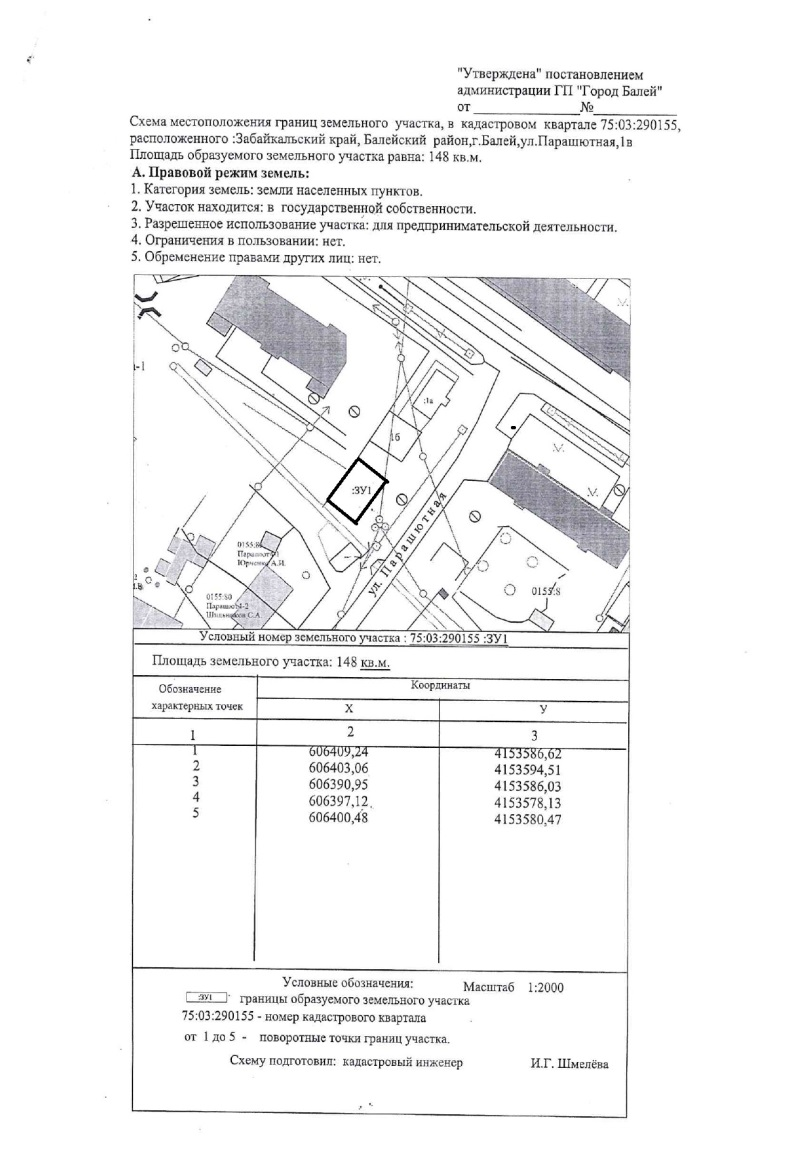 "Утверждена" постановлением
администрации ГП "Город Балей"
от ________________№____________
Схема местоположения границ земельного участка, в кадастровом квартале 75:03:290155,
расположенного :Забайкальский край, Балейский район,г.Балей,ул.Парашютная,1в
Площадь образуемого земельного участка равна: 148 кв.м.
А. Правовой режим земель:
1. Категория земель: земли населенных пунктов.
2. Участок находится: в государственной собственности.
3. Разрешенное использование участка: для предпринимательской деятельности.
4. Ограничения в пользовании: нет.
5. Обременение правами других лиц: нет.
:1а
1б
:ЗУ1
ул. Парашютная
0155:8
0155:80
Условный номер земельного участка : 75:03:290155 :ЗУ1
Площадь земельного участка: 148 кв.м.
Обозначение характерных точек
Координаты
X У
1 2 3
1 606409,24 4153586,62
2 606403,06 4153594,51
3 606390,95 4153586,03
4 606397,12 4153578,13
5 606400,48 4153580,47
Условные обозначения: Масштаб 1:2000
:ЗУ1 границы образуемого земельного участка
75:03:290155 - номер кадастрового квартала
от 1 до 5 - поворотные точки границ участка.
Схему подготовил: кадастровый инженер И.Г. Шмелёва